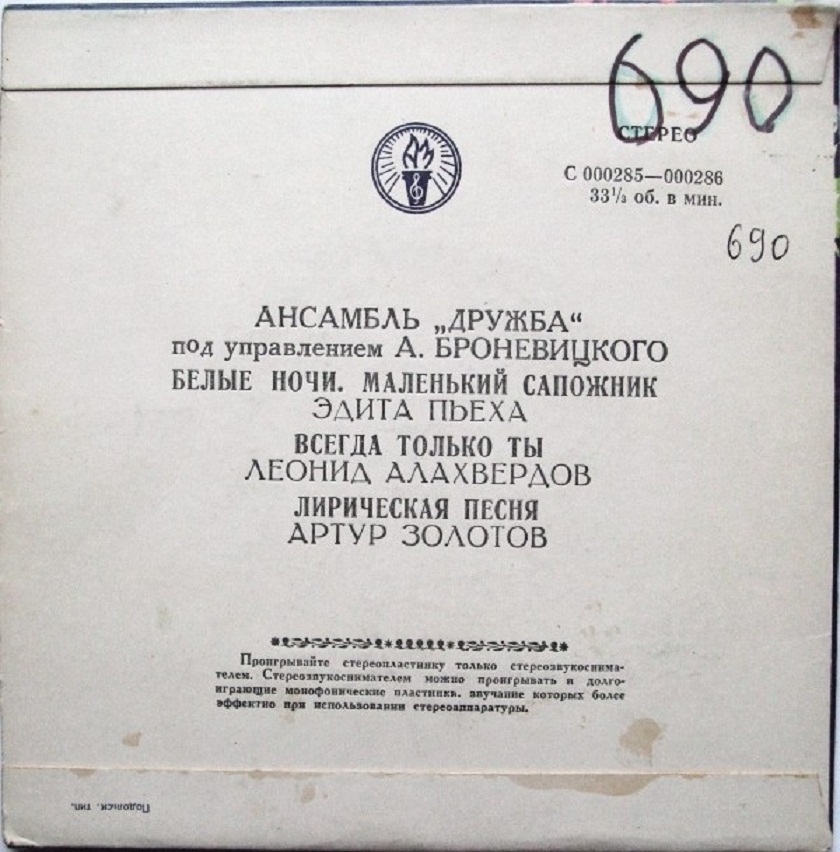 690
СТЕРЕО
С 000285—000286
33⅓ об. в мин.
690
АНСАМБЛЬ „ДРУЖБА“
под управлением А. БРОНЕВИЦКОГО
БЕЛЫЕ НОЧИ. МАЛЕНЬКИЙ САПОЖНИК
ЭДИТА ПЬЕХА
ВСЕГДА ТОЛЬКО ТЫ
ЛЕОНИД АЛАХВЕРДОВ
ЛИРИЧЕСКАЯ ПЕСНЯ
АРТУР ЗОЛОТОВ
Проигрывайте стереопластинку только стереозвукоснима-
телем. Стереозвукоснимателем можно проигрывать и долго-
играющие монофонические пластинки. звучание которых более
эффектно при использовании стереоаппаратуры.
Подольск. тип.